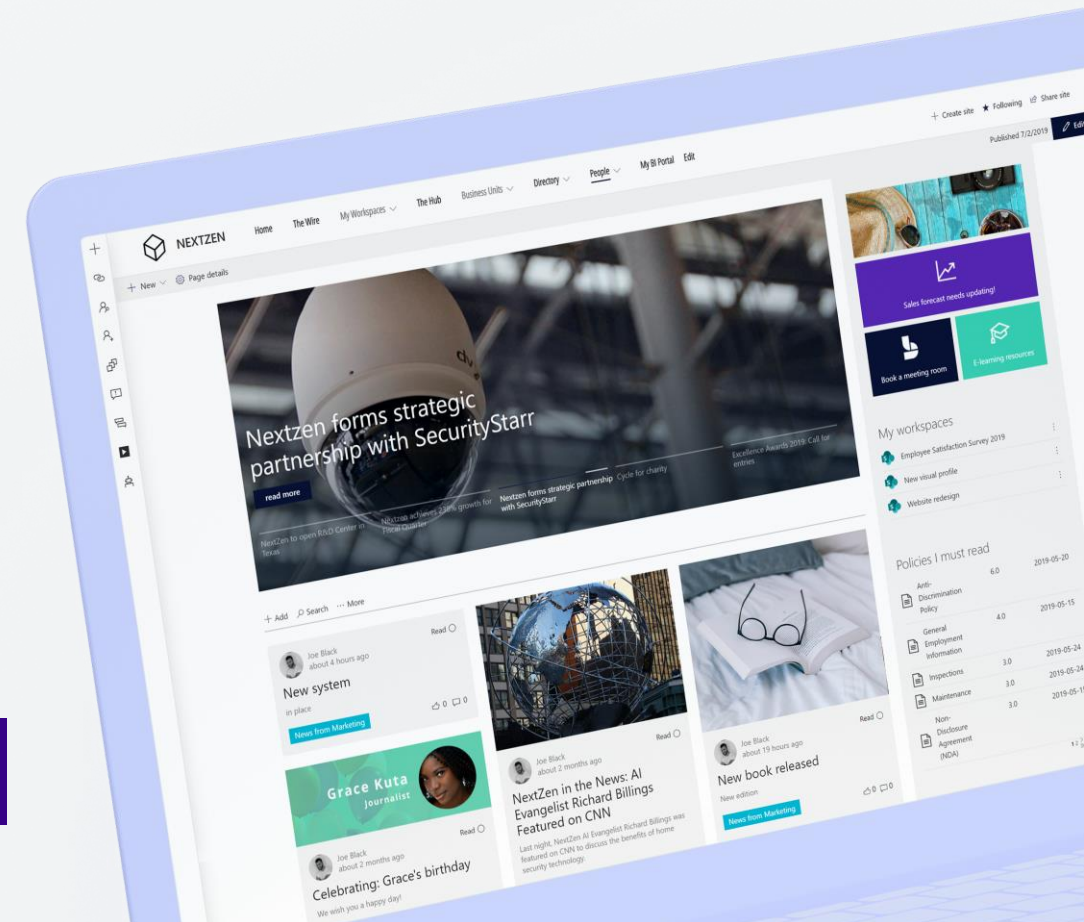 + Create site ★ Following Share site
NEXTZEN
Home The Wire My Workspaces The Hub Business Units Directory People My BI Portal Edit
+ New Page details
Published 7/2/2019
Nextzen forms strategic
partnership with SecurityStarr
read more
NextZen to open R&D Center in
Texas
Nextzen forms strategic partnership
with SecurityStarr
Cycle for charity
Excellence Awards 2019: Call for
entries
Sales forecast needs updating!
Book a meeting room
E-learning resources
My workspaces
Employee Satisfaction Survey 2019
New visual profile
Website redesign
Policies I must read
Anti-
Discrimination
Policy
6.0
2019-05-20
General
Employment
Information
4.0
2019-05-15
Inspections 3.0 2019-05-24
Maintenance 3.0 2019-05-24
Non-
Disclosure
Agreement
(NDA)
3.0
+ Add Search ··· More
Read
Joe Black
about 4 hours ago
New system
in place
0 0
News from Marketing
Grace Kuta
Journalist
Read
Joe Black
about 2 months ago
Celebrating: Grace's birthday
We wish you a happy day!
Read
Joe Black
about 2 months ago
NextZen in the News: AI
Evangelist Richard Billings
Featured on CNN
Last night, NextZen AI Evangelist Richard Billings was
featured on CNN to discuss the benefits of home
security technology.
Read
Joe Black
about 19 hours ago
New book released
New edition
0 0
News from Marketing